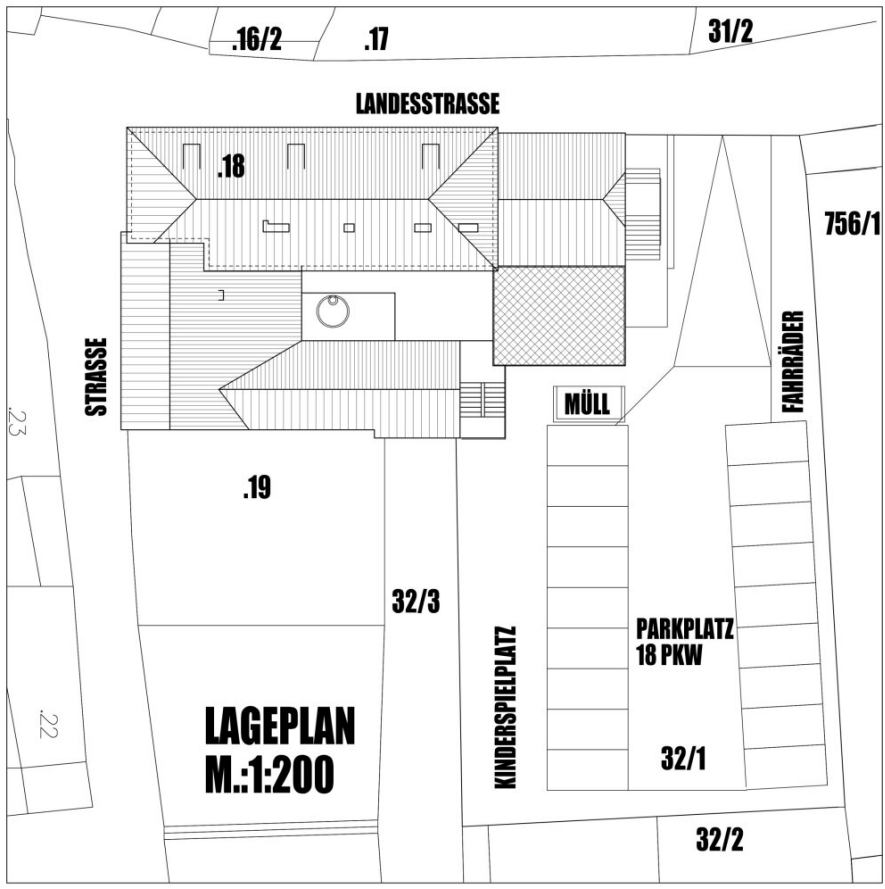 .16/2
.17
31/2
LANDESSTRASSE
.18
756/1
STRASSE
FAHRRÄDER
MÜLL
.23
.19
32/3
PARKPLATZ
18 PKW
KINDERSPIELPLATZ
.22
LAGEPLAN
M.:1:200
32/1
32/2